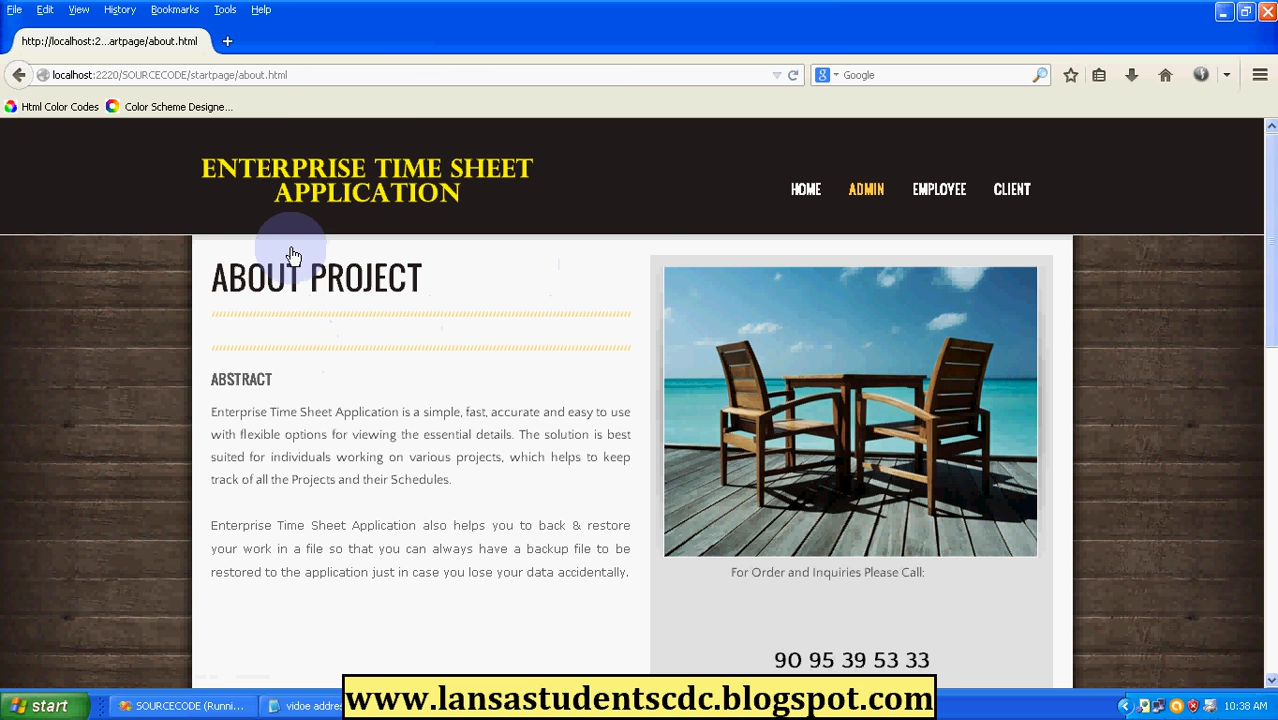 File Edit View History Bookmarks Tools Help
http://localhost:2...artpage/about.html
localhost:2220/SOURCECODE/startpage/about.html
Google
Html Color Codes Color Scheme Designe...
ENTERPRISE TIME SHEET
APPLICATION
HOME ADMIN EMPLOYEE CLIENT
ABOUT PROJECT
ABSTRACT
Enterprise Time Sheet Application is a simple, fast, accurate and easy to use
with flexible options for viewing the essential details. The solution is best
suited for individuals working on various projects, which helps to keep
track of all the Projects and their Schedules.
Enterprise Time Sheet Application also helps you to back & restore
your work in a file so that you can always have a backup file to be
restored to the application just in case you lose your data accidentally.
For Order and Inquiries Please Call:
90 95 39 53 33
start
SOURCECODE (Runni...
vidoe addre
www.lansastudentscdc.blogspot.com
10:38 AM